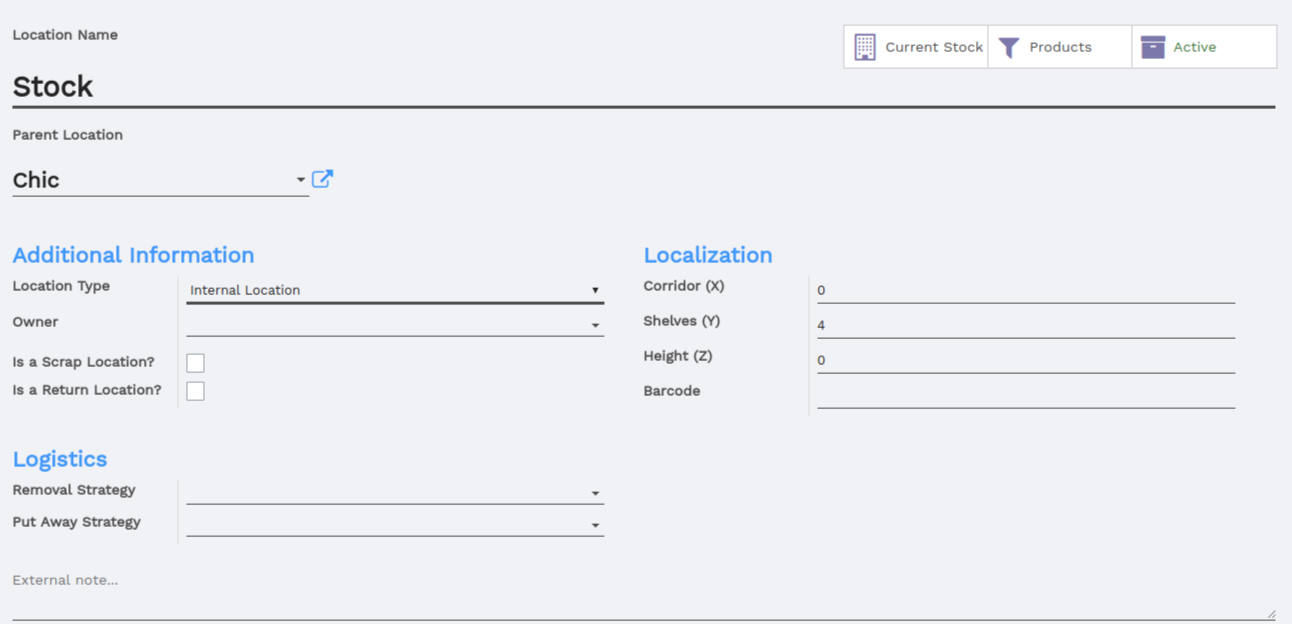 Location Name
Current Stock
Products
Active
Stock
Parent Location
Chic
Additional Information
Location Type
Internal Location
Owner
Is a Scrap Location?
Is a Return Location?
Localization
Corridor (X)
0
Shelves (Y)
4
Height (Z)
0
Barcode
Logistics
Removal Strategy
Put Away Strategy
External note...